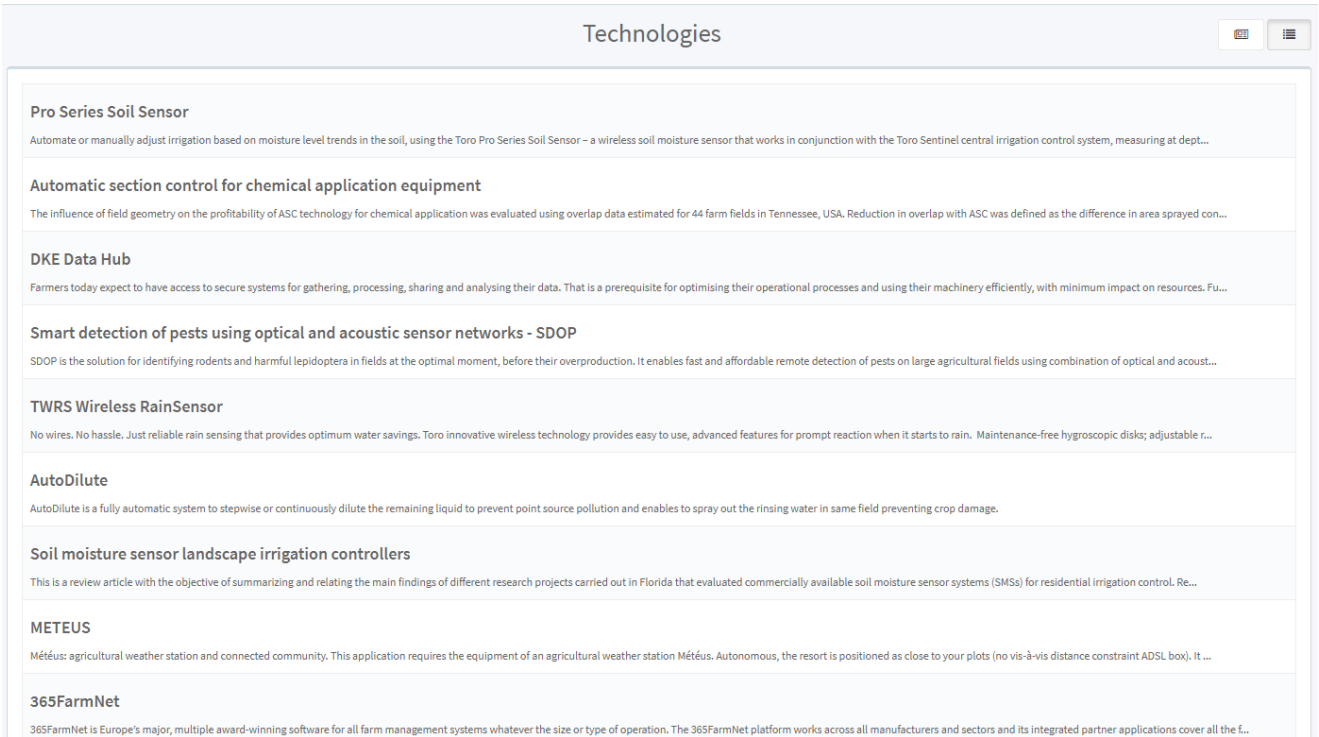 Technologies
Pro Series Soil Sensor
Automate or manually adjust irrigation based on moisture level trends in the soil, using the Toro Pro Series Soil Sensor – a wireless soil moisture sensor that works in conjunction with the Toro Sentinel central irrigation control system, measuring at dept...
Automatic section control for chemical application equipment
The influence of field geometry on the profitability of ASC technology for chemical application was evaluated using overlap data estimated for 44 farm fields in Tennessee, USA. Reduction in overlap with ASC was defined as the difference in area sprayed con...
DKE Data Hub
Farmers today expect to have access to secure systems for gathering, processing, sharing and analysing their data. That is a prerequisite for optimising their operational processes and using their machinery efficiently, with minimum impact on resources. Fu...
Smart detection of pests using optical and acoustic sensor networks - SDOP
SDOP is the solution for identifying rodents and harmful lepidoptera in fields at the optimal moment, before their overproduction. It enables fast and affordable remote detection of pests on large agricultural fields using combination of optical and acoust...
TWRS Wireless RainSensor
No wires. No hassle. Just reliable rain sensing that provides optimum water savings. Toro innovative wireless technology provides easy to use, advanced features for prompt reaction when it starts to rain. Maintenance-free hygroscopic disks; adjustable r...
AutoDilute
AutoDilute is a fully automatic system to stepwise or continuously dilute the remaining liquid to prevent point source pollution and enables to spray out the rinsing water in same field preventing crop damage.
Soil moisture sensor landscape irrigation controllers
This is a review article with the objective of summarizing and relating the main findings of different research projects carried out in Florida that evaluated commercially available soil moisture sensor systems (SMSs) for residential irrigation control. Re...
METEUS
Météus: agricultural weather station and connected community. This application requires the equipment of an agricultural weather station Météus. Autonomous, the resort is positioned as close to your plots (no vis-à-vis distance constraint ADSL box). It ...
365FarmNet
365FarmNet is Europe's major, multiple award-winning software for all farm management systems whatever the size or type of operation. The 365FarmNet platform works across all manufacturers and sectors and its integrated partner applications cover all the f...